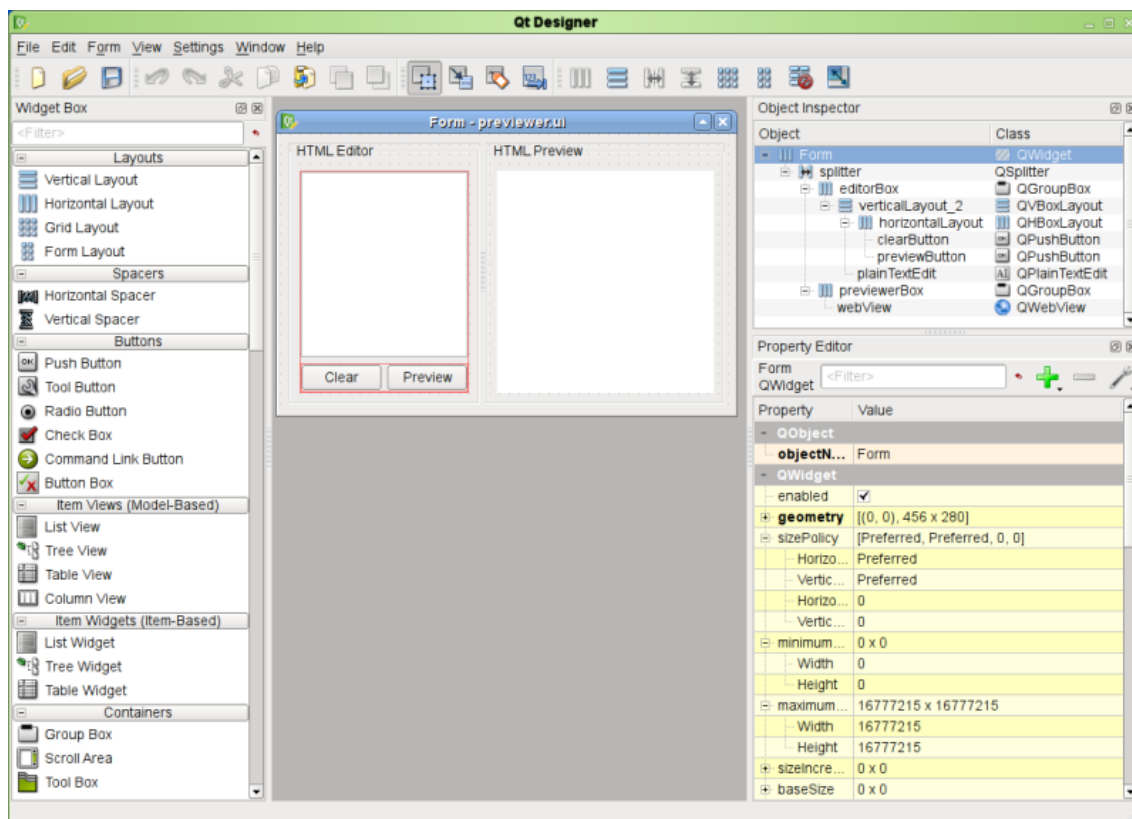 Qt Designer
File Edit Form View Settings Window Help
Widget Box
<Filter>
Layouts
Vertical Layout
Horizontal Layout
Grid Layout
Form Layout
Spacers
Horizontal Spacer
Vertical Spacer
Buttons
OK Push Button
Tool Button
Radio Button
Check Box
Command Link Button
Button Box
Item Views (Model-Based)
List View
Tree View
Table View
Column View
Item Widgets (Item-Based)
List Widget
Tree Widget
Table Widget
Containers
Group Box
Scroll Area
Tool Box
Form - previewer.ui
HTML Editor HTML Preview
Clear Preview
Object Inspector
Object Class
Form QWidget
splitter QSplitter
editorBox QGroupBox
verticalLayout_2 QVBoxLayout
horizontalLayout QHBoxLayout
clearButton QPushButton
previewButton QPushButton
plainTextEdit AI QPlainTextEdit
previewerBox QGroupBox
webView QWebView
Property Editor
Form
QWidget
<Filter>
Property Value
QObject
objectN... Form
QWidget
enabled
geometry [(0, 0), 456 x 280]
sizePolicy [Preferred, Preferred, 0, 0]
Horizo... Preferred
Vertic... Preferred
Horizo... 0
Vertic... 0
minimum... 0 x 0
Width 0
Height 0
maximum... 16777215 x 16777215
Width 16777215
Height 16777215
sizeIncre... 0 x 0
baseSize 0 x 0